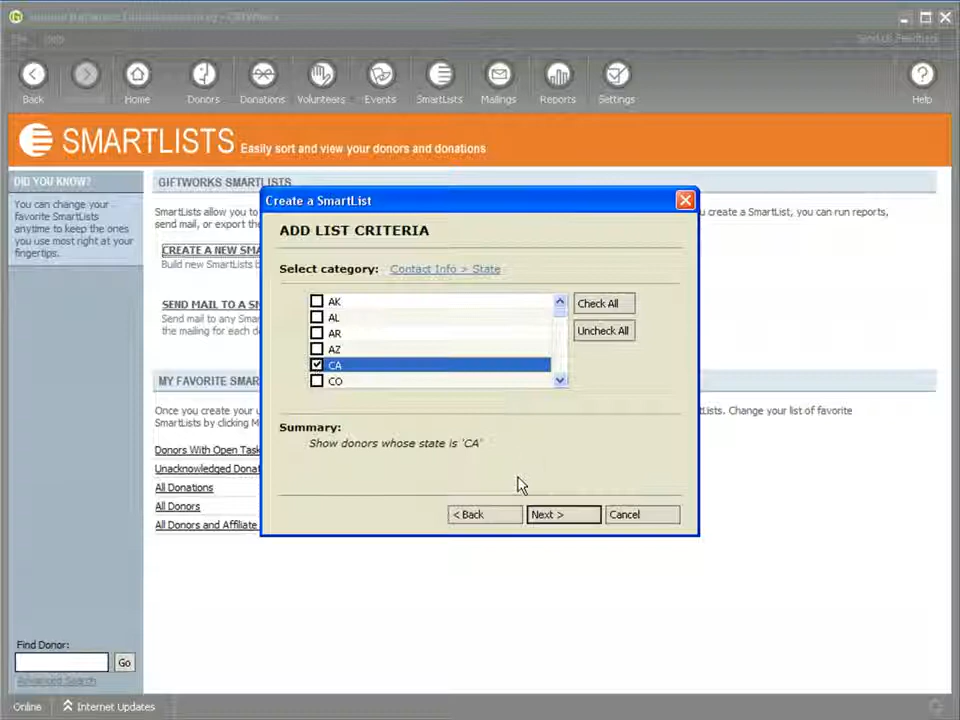 Help
Send Us Feedback
Back
Home
Donors
Donations
Volunteers
Events
SmartLists
Mailings
Reports
Settings
Help
SMARTLISTS Easily sort and view your donors and donations
DID YOU KNOW?
You can change your
favorite SmartLists
anytime to keep the ones
you use most right at your
fingertips.
GIFTWORKS SMARTLISTS
SmartLists allow you to
u create a SmartList, you can run reports,
send mail, or export the
CREATE A NEW SMA
Build new SmartLists b
SEND MAIL TO A SM
Send mail to any Smar
the mailing for each d
MY FAVORITE SMAR
Once you create your
Lists. Change your list of favorite
SmartLists by clicking M
Donors With Open Task
Unacknowledged Donat
All Donations
All Donors
All Donors and Affiliate
Create a SmartList
ADD LIST CRITERIA
Select category: Contact Info > State
AK
AL
AR
AZ
CA
CO
Check All
Uncheck All
Summary:
Show donors whose state is 'CA'
< Back
Next >
Cancel
Find Donor:
Go
Advanced Search
Online
Internet Updates